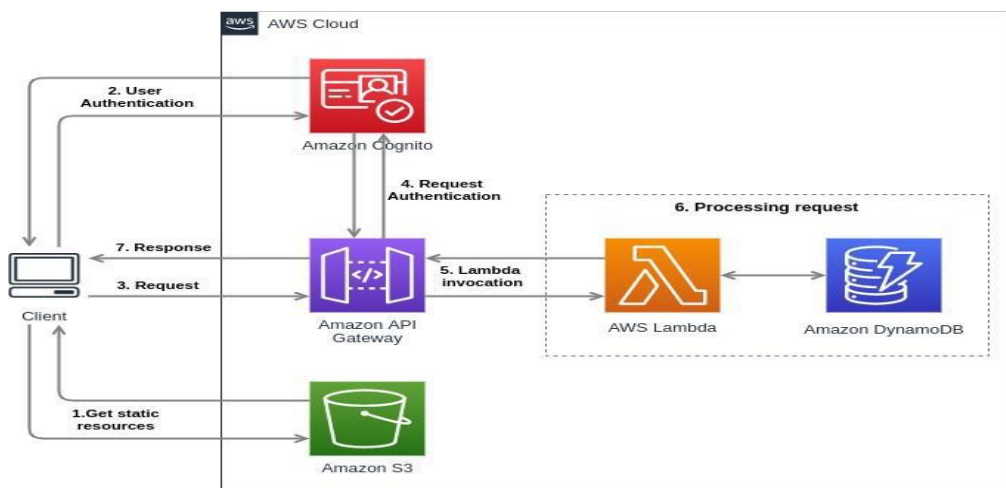 aws AWS Cloud
2. User
Authentication
Amazon Cognito
4. Request
Authentication
6. Processing request
7. Response
5. Lambda
invocation
3. Request
Client
Amazon API
Gateway
AWS Lambda
Amazon DynamoDB
1.Get static
resources
Amazon S3